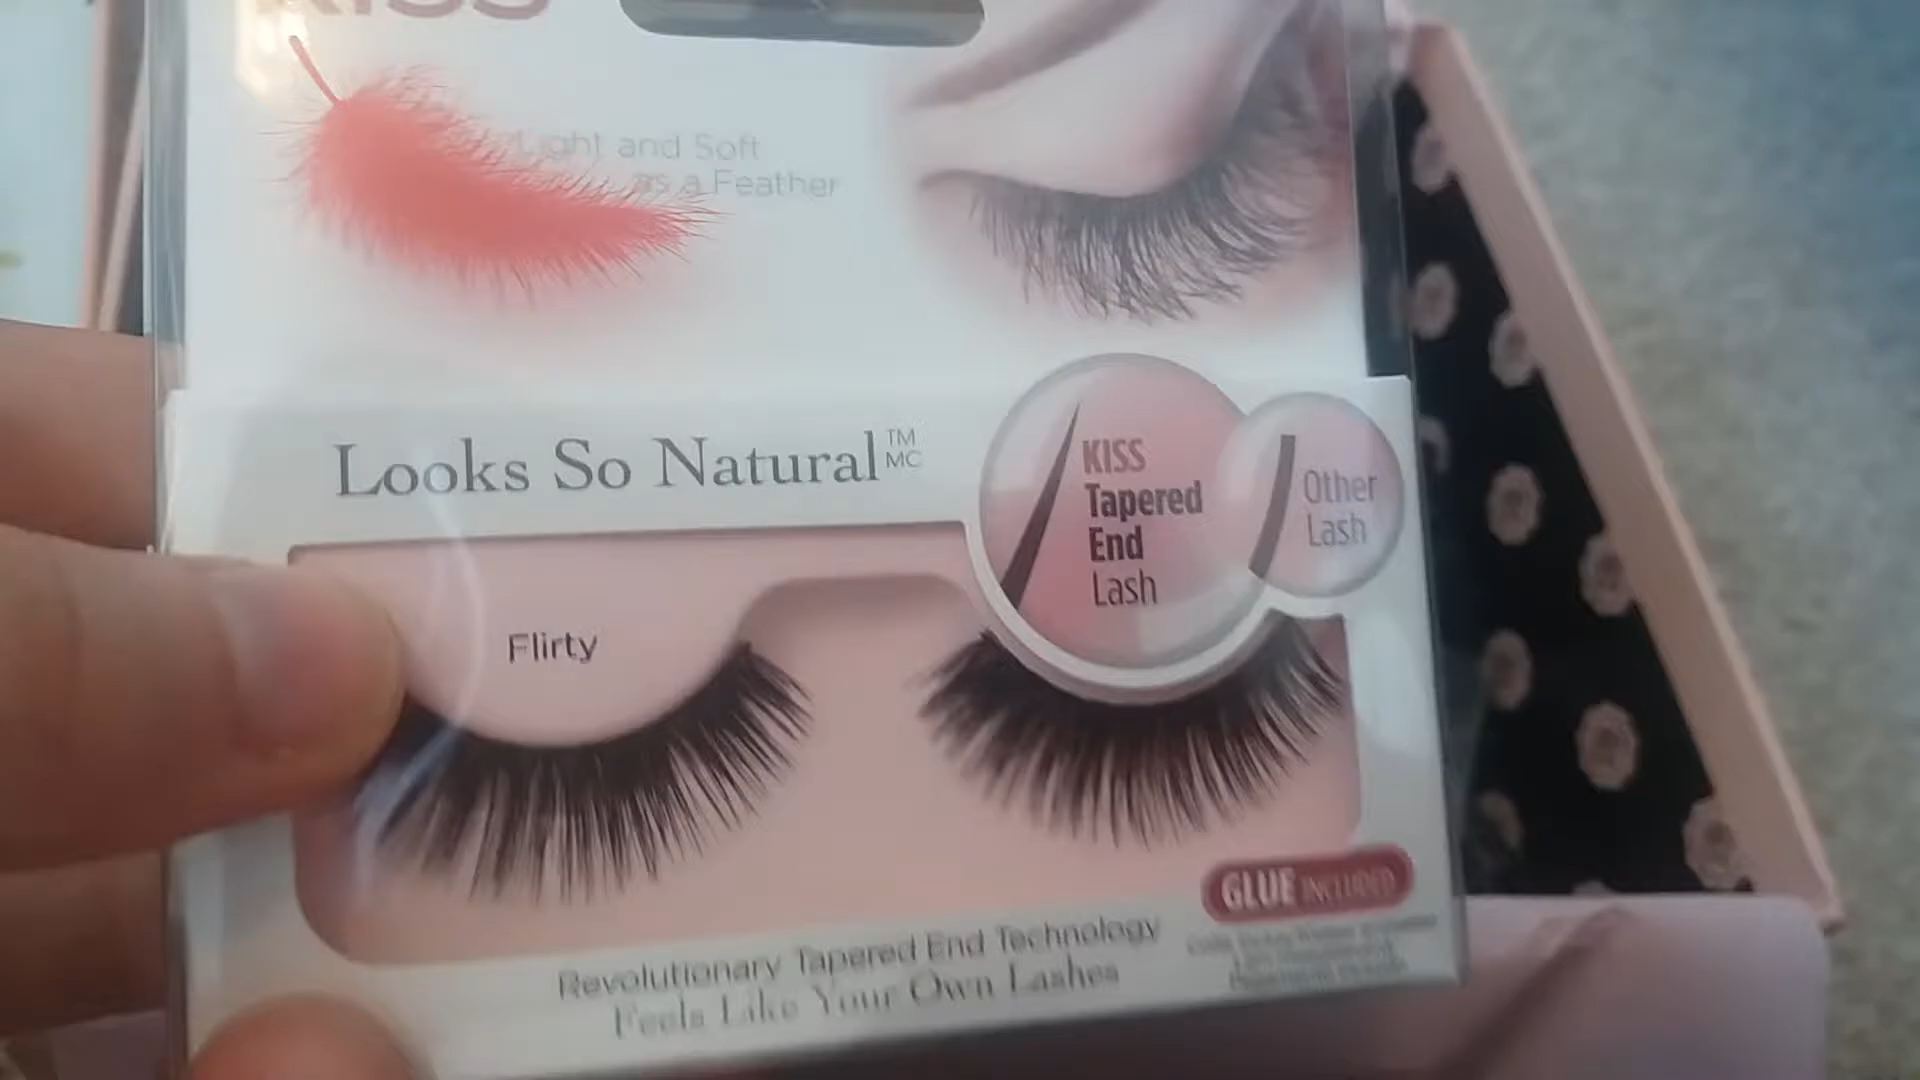 KISS
Light and Soft
as a Feather
Looks So Natural™ MC
KISS
Tapered
End
Lash
Other
Lash
Flirty
GLUE INCLUDED
Revolutionary Tapered End Technology
Feels Like Your Own Lashes